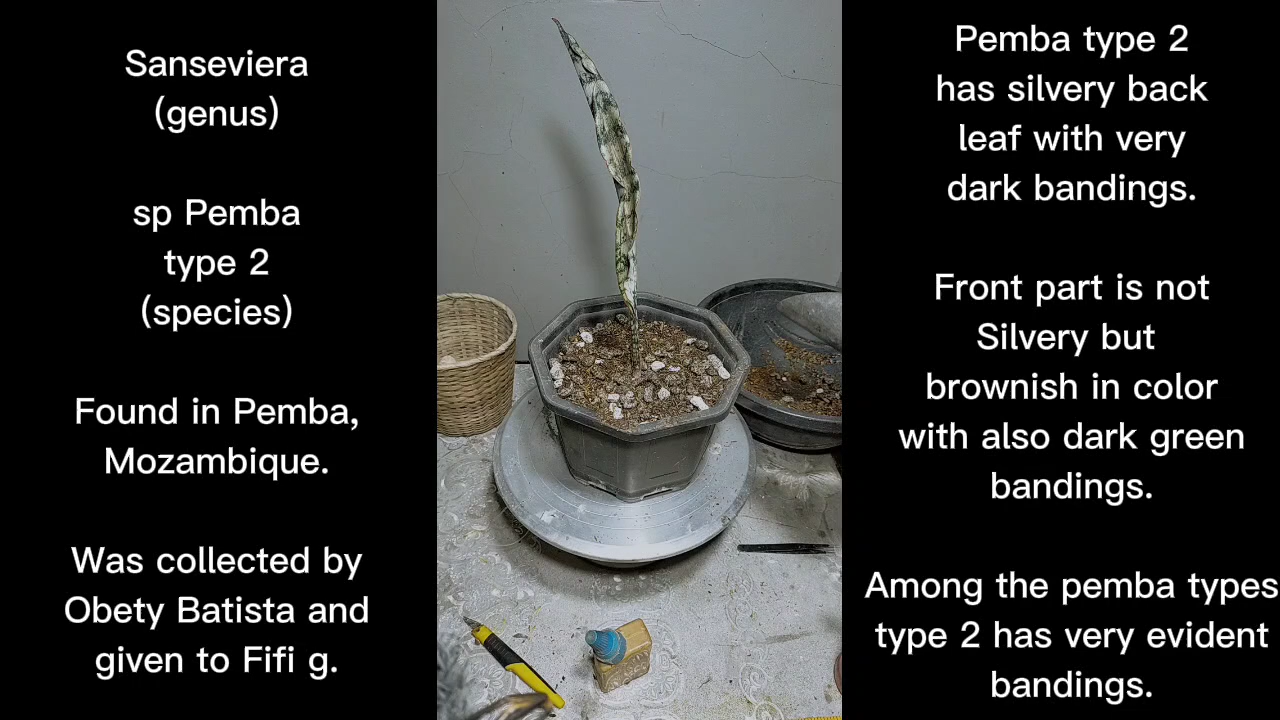 Sanseviera
(genus)
sp Pemba
type 2
(species)
Found in Pemba,
Mozambique.
Was collected by
Obety Batista and
given to Fifi g.
Pemba type 2
has silvery back
leaf with very
dark bandings.
Front part is not
Silvery but
brownish in color
with also dark green
bandings.
Among the pemba types
type 2 has very evident
bandings.